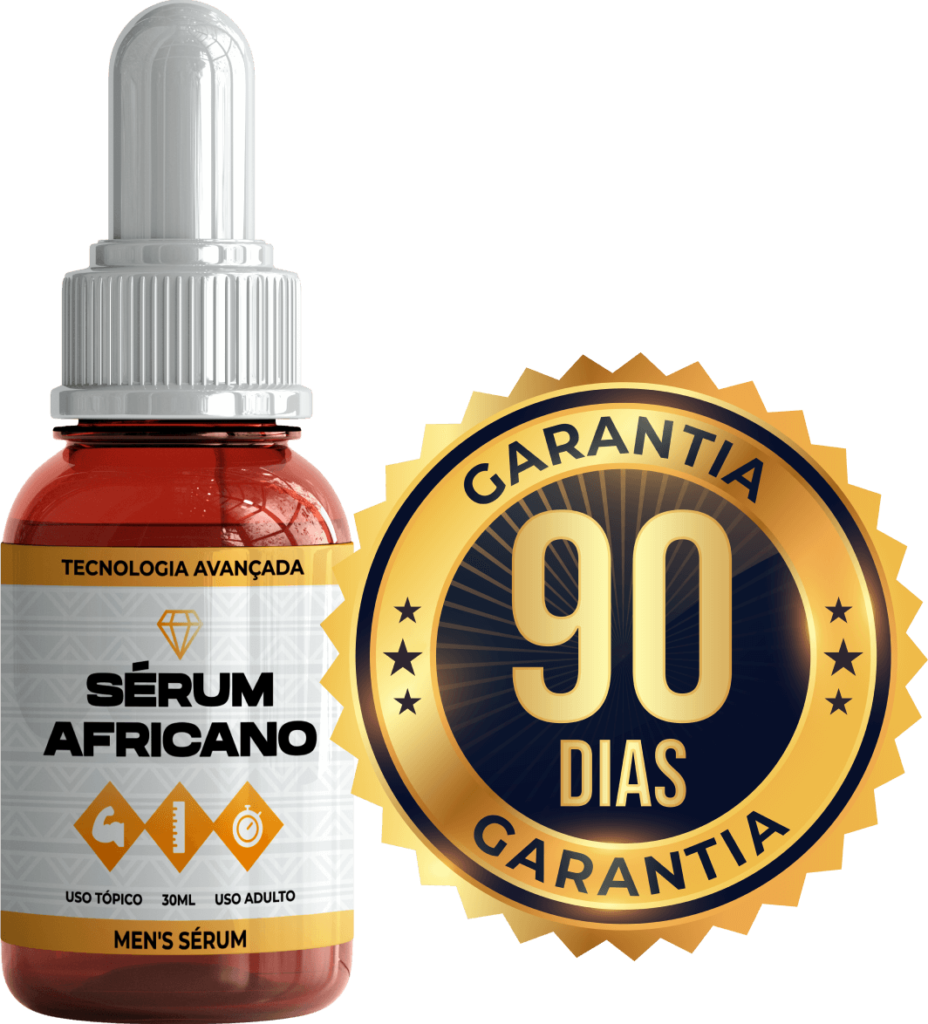 TECNOLOGIA AVANÇADA
SÉRUM
AFRICANO
USO TÓPICO 30ML USO ADULTO
MEN'S SÉRUM
GARANTIA
90
DIAS
GARANTIA